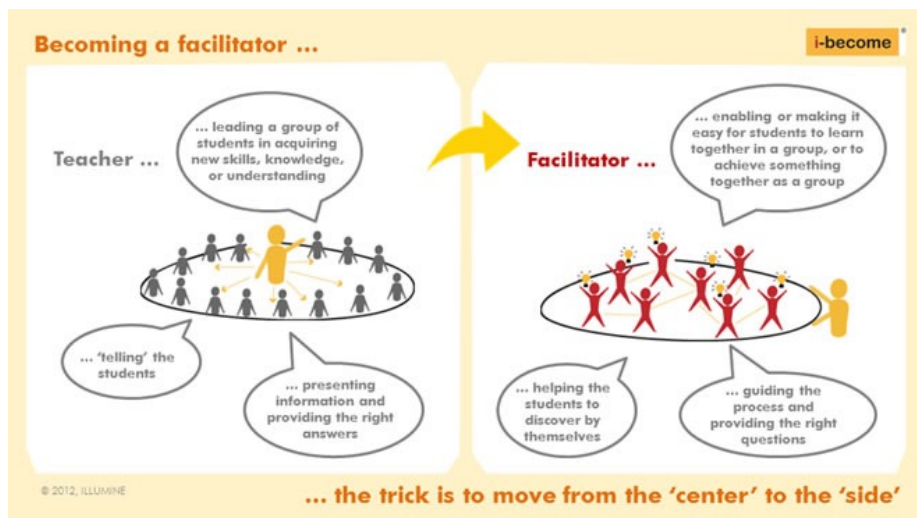 Becoming a facilitator ...
i-become
Teacher ...
... leading a group of
students in acquiring
new skills, knowledge,
or understanding
... 'telling' the
students
... presenting
information and
providing the right
answers
Facilitator ...
... enabling or making it
easy for students to learn
together in a group, or to
achieve something
together as a group
... helping the
students to
discover by
themselves
... guiding the
process and
providing the right
questions
© 2012, ILLUMINE
... the trick is to move from the 'center' to the 'side'